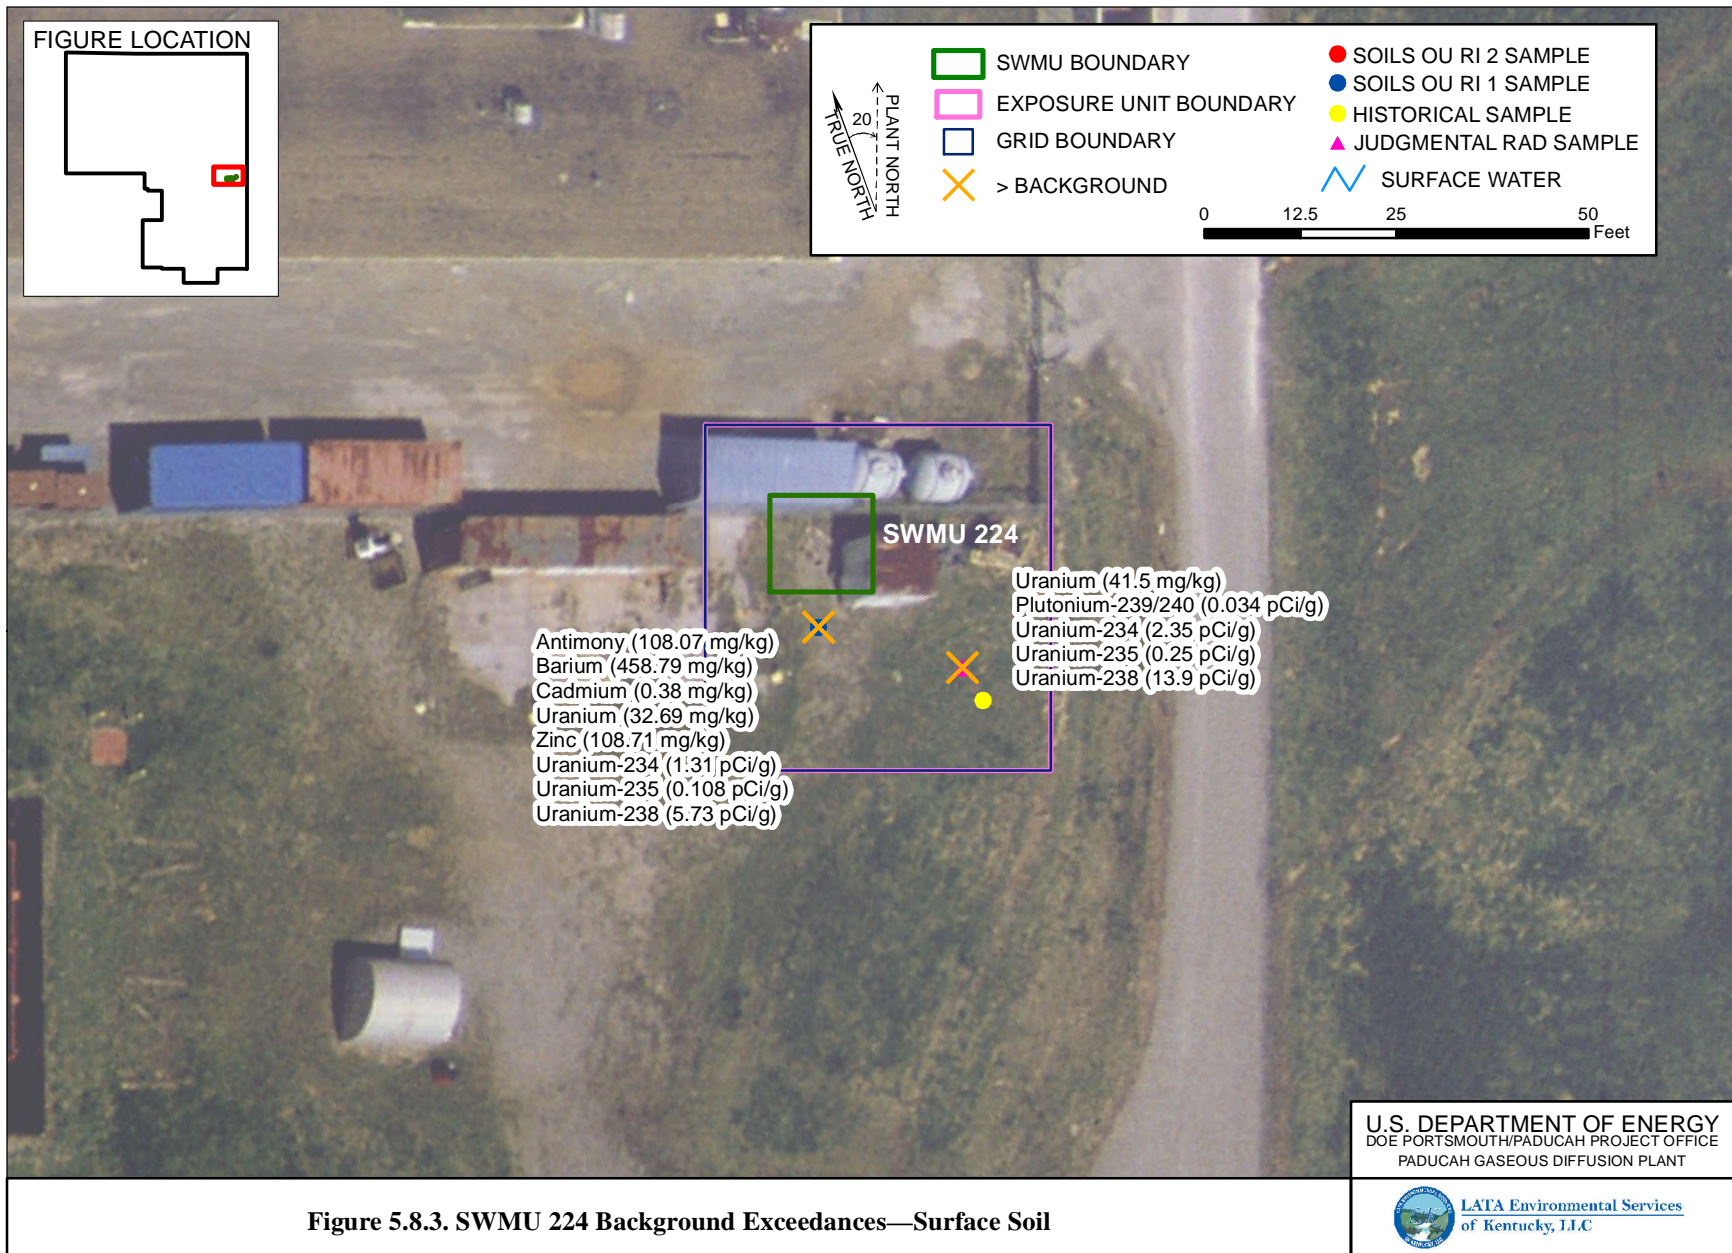 FIGURE LOCATION
TRUE NORTH
20
PLANT NORTH
SWMU BOUNDARY
EXPOSURE UNIT BOUNDARY
GRID BOUNDARY
> BACKGROUND
SOILS OU RI 2 SAMPLE
SOILS OU RI 1 SAMPLE
HISTORICAL SAMPLE
JUDGMENTAL RAD SAMPLE
SURFACE WATER
0 12.5 25 50
Feet
SWMU 224
Antimony (108.07 mg/kg)
Barium (458.79 mg/kg)
Cadmium (0.38 mg/kg)
Uranium (32.69 mg/kg)
Zinc (108.71 mg/kg)
Uranium-234 (1.31 pCi/g)
Uranium-235 (0.108 pCi/g)
Uranium-238 (5.73 pCi/g)
Uranium (41.5 mg/kg)
Plutonium-239/240 (0.034 pCi/g)
Uranium-234 (2.35 pCi/g)
Uranium-235 (0.25 pCi/g)
Uranium-238 (13.9 pCi/g)
U.S. DEPARTMENT OF ENERGY
DOE PORTSMOUTH/PADUCAH PROJECT OFFICE
PADUCAH GASEOUS DIFFUSION PLANT
Figure 5.8.3. SWMU 224 Background Exceedances—Surface Soil
LATA Environmental Services
of Kentucky, LLC